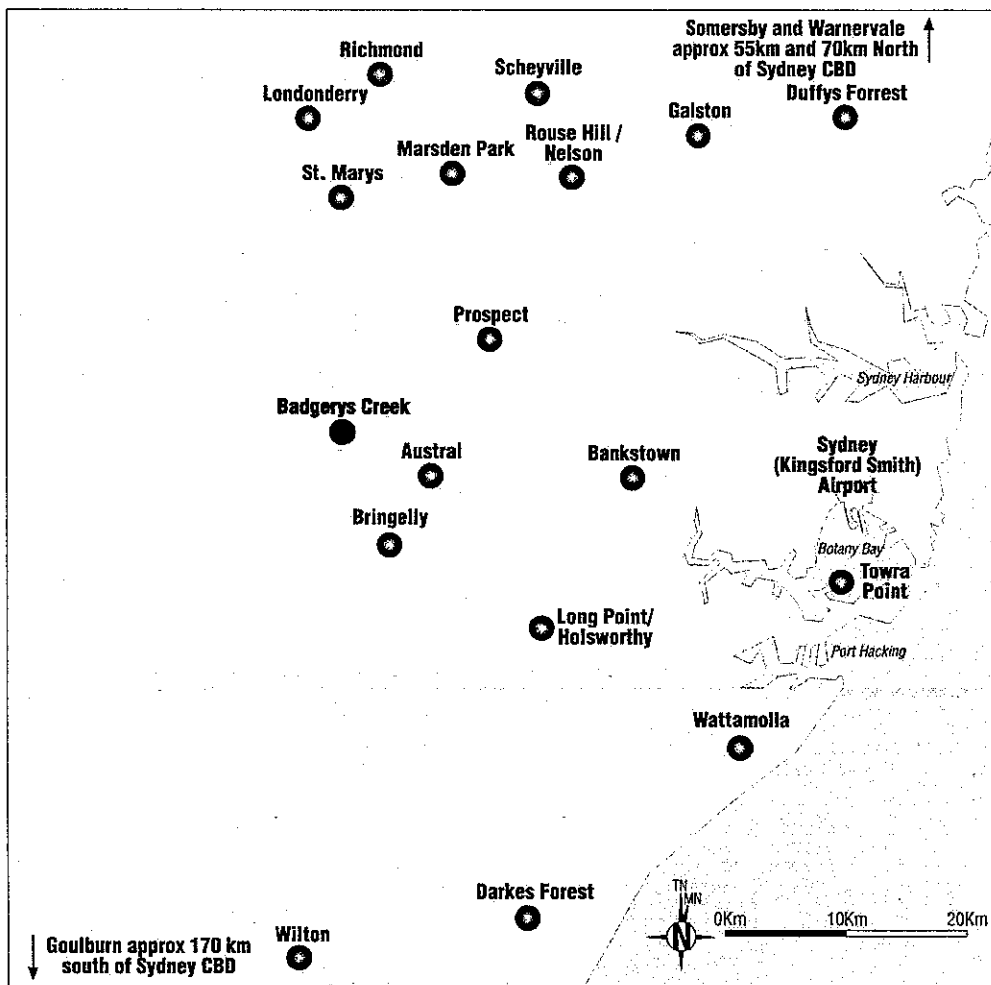 Somersby and Warnervale
approx 55km and 70km North
of Sydney CBD
Richmond
Scheyville
Londonderry
Galston
Duffys Forrest
Marsden Park
Rouse Hill /
Nelson
St. Marys
Prospect
Sydney Harbour
Badgerys Creek
Austral
Bankstown
Sydney
(Kingsford Smith)
Airport
Bringelly
Botany Bay
Towra
Point
Long Point/
Holsworthy
Port Hacking
Wattamolla
Darkes Forest
TN
MN
N
0Km
10Km
20Km
Goulburn approx 170 km
south of Sydney CBD
Wilton